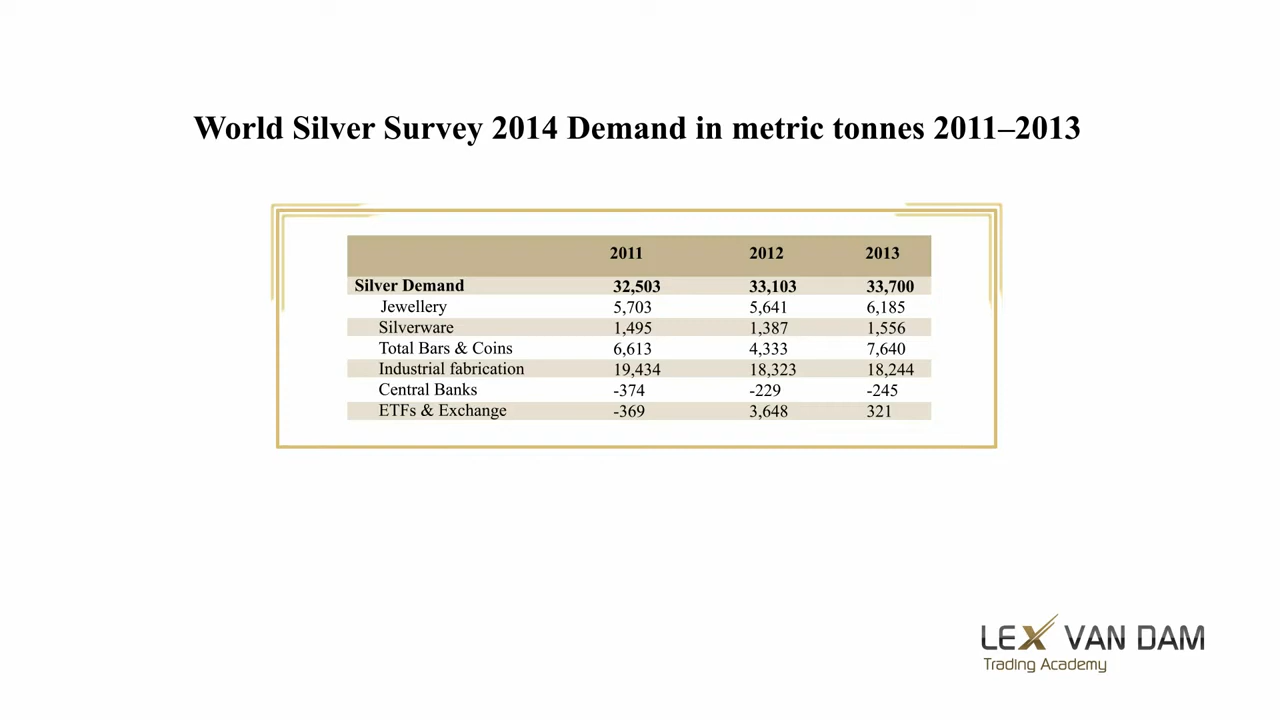 World Silver Survey 2014 Demand in metric tonnes 2011–2013
2011 2012 2013
Silver Demand 32,503 33,103 33,700
Jewellery 5,703 5,641 6,185
Silverware 1,495 1,387 1,556
Total Bars & Coins 6,613 4,333 7,640
Industrial fabrication 19,434 18,323 18,244
Central Banks -374 -229 -245
ETFs & Exchange -369 3,648 321
LEX VAN DAM
Trading Academy